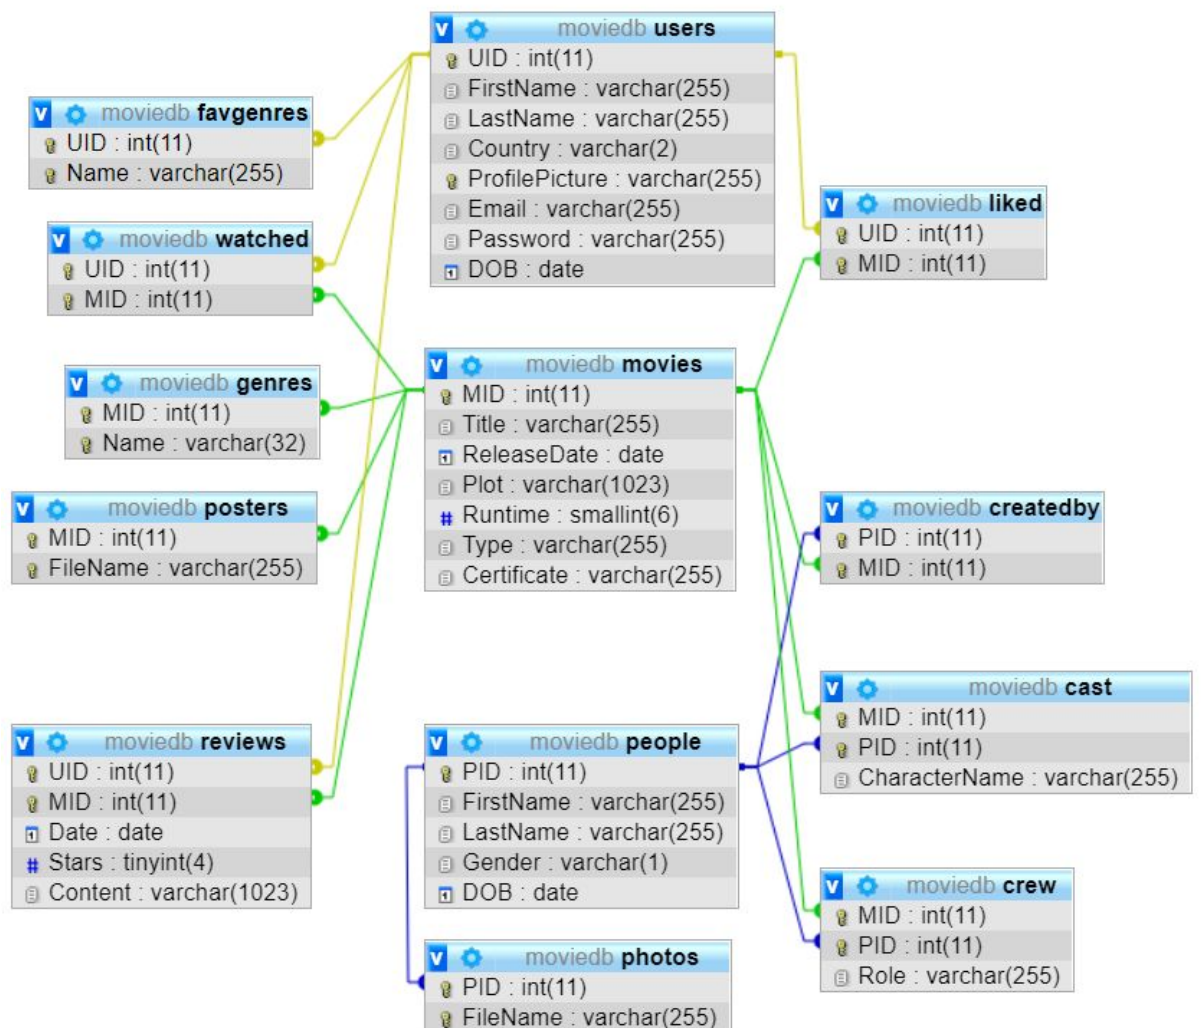 moviedb users
UID : int(11)
FirstName : varchar(255)
LastName : varchar(255)
Country : varchar(2)
ProfilePicture : varchar(255)
Email : varchar(255)
Password : varchar(255)
DOB : date
moviedb favgenres
UID : int(11)
Name : varchar(255)
moviedb watched
UID : int(11)
MID : int(11)
moviedb liked
UID : int(11)
MID : int(11)
moviedb genres
MID : int(11)
Name : varchar(32)
moviedb movies
MID : int(11)
Title : varchar(255)
ReleaseDate : date
Plot : varchar(1023)
# Runtime : smallint(6)
Type : varchar(255)
Certificate : varchar(255)
moviedb posters
MID : int(11)
FileName : varchar(255)
moviedb createdby
PID : int(11)
MID : int(11)
moviedb cast
MID : int(11)
PID : int(11)
CharacterName : varchar(255)
moviedb reviews
UID : int(11)
MID : int(11)
Date : date
# Stars : tinyint(4)
Content : varchar(1023)
moviedb people
PID : int(11)
FirstName : varchar(255)
LastName : varchar(255)
Gender : varchar(1)
DOB : date
moviedb crew
MID : int(11)
PID : int(11)
Role : varchar(255)
moviedb photos
PID : int(11)
FileName : varchar(255)